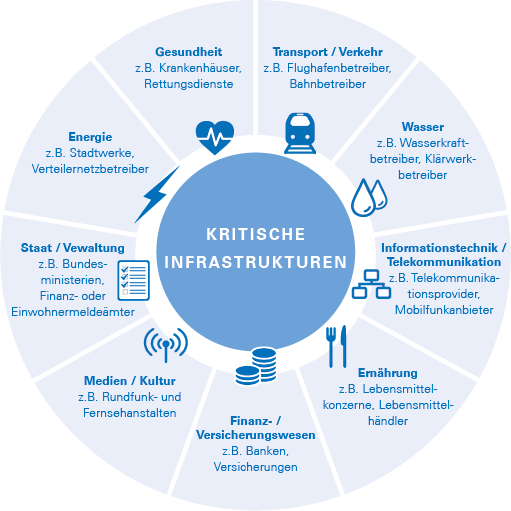 Gesundheit
z.B. Krankenhäuser,
Rettungsdienste
Transport / Verkehr
z.B. Flughafenbetreiber,
Bahnbetreiber
Wasser
z.B. Wasserkraft-
betreiber, Klärwerk-
betreiber
Informationstechnik /
Telekommunikation
z.B. Telekommunika-
tionsprovider,
Mobilfunkanbieter
Ernährung
z.B. Lebensmittel-
konzerne, Lebensmittel-
händler
Finanz- /
Versicherungswesen
z.B. Banken,
Versicherungen
Medien / Kultur
z.B. Rundfunk- und
Fernsehanstalten
Staat / Vewaltung
z.B. Bundes-
ministerien,
Finanz- oder
Einwohnermeldeämter
Energie
z.B. Stadtwerke,
Verteilernetzbetreiber
KRITISCHE
INFRASTRUKTUREN